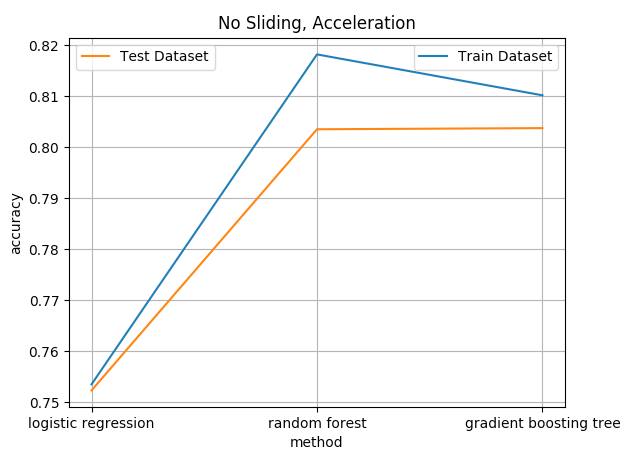 No Sliding, Acceleration
Test Dataset
Train Dataset
accuracy
0.82
0.81
0.80
0.79
0.78
0.77
0.76
0.75
logistic regression
random forest
gradient boosting tree
method